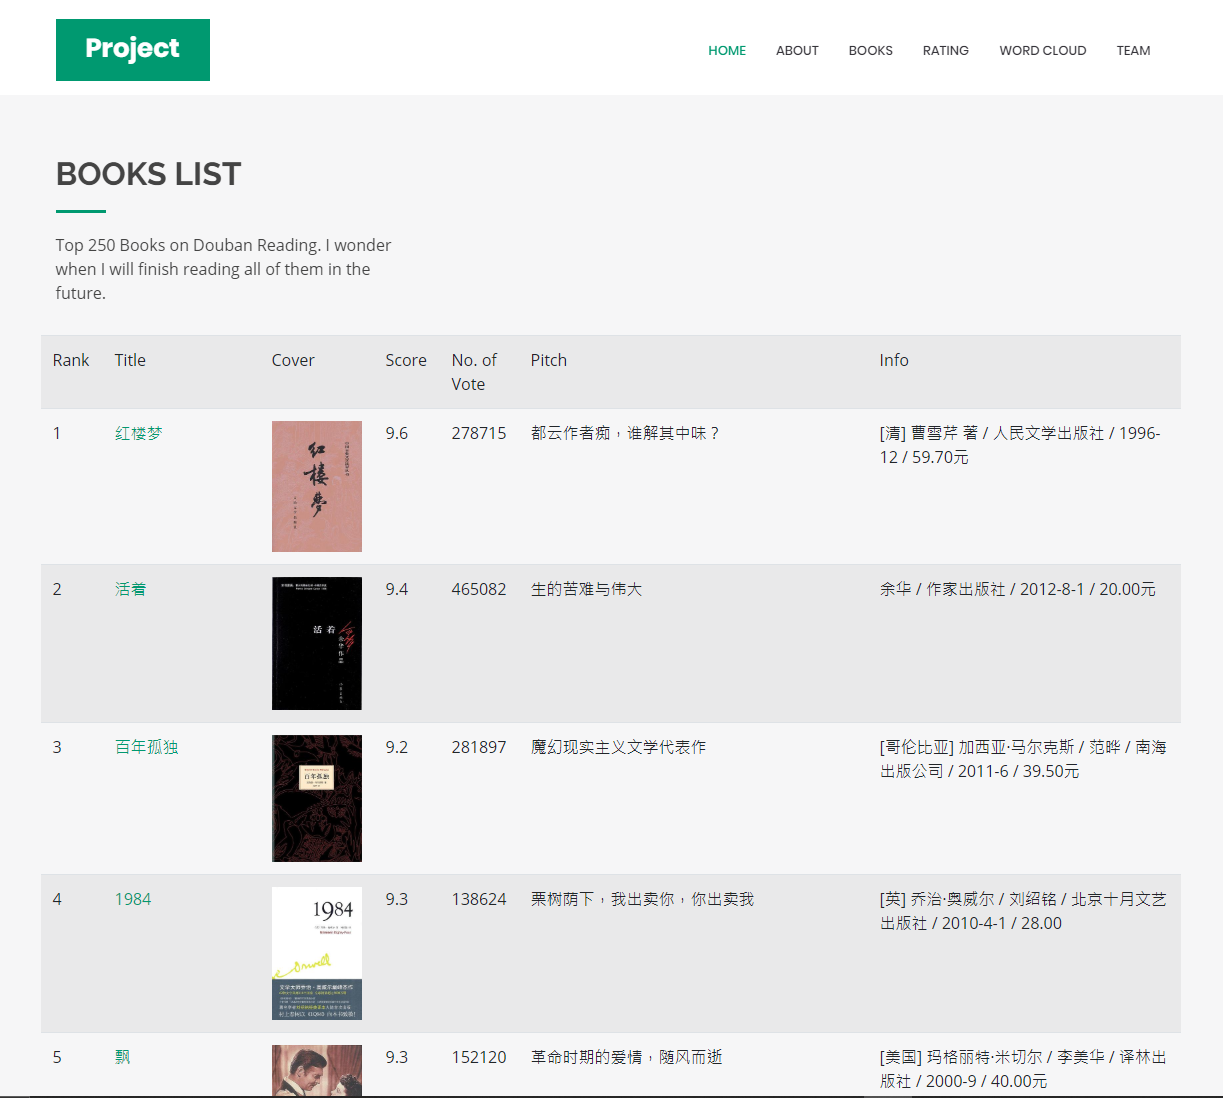 Project
HOME ABOUT BOOKS RATING WORD CLOUD TEAM
BOOKS LIST
Top 250 Books on Douban Reading. I wonder
when I will finish reading all of them in the
future.
Rank Title Cover Score No. of Vote Pitch Info
1 红楼梦 9.6 278715 都云作者痴，谁解其中味？ [清] 曹雪芹 著 / 人民文学出版社 / 1996-
12 / 59.70元
红楼夢
2 活着 9.4 465082 生的苦难与伟大 余华 / 作家出版社 / 2012-8-1 / 20.00元
活着
3 百年孤独 9.2 281897 魔幻现实主义文学代表作 [哥伦比亚] 加西亚·马尔克斯 / 范晔 / 南海
出版公司 / 2011-6 / 39.50元
百年孤独
4 1984 9.3 138624 栗树荫下，我出卖你，你出卖我 [英] 乔治·奥威尔 / 刘绍铭 / 北京十月文艺
出版社 / 2010-4-1 / 28.00
1984
5 飘 9.3 152120 革命时期的爱情，随风而逝 [美国] 玛格丽特·米切尔 / 李美华 / 译林出
版社 / 2000-9 / 40.00元